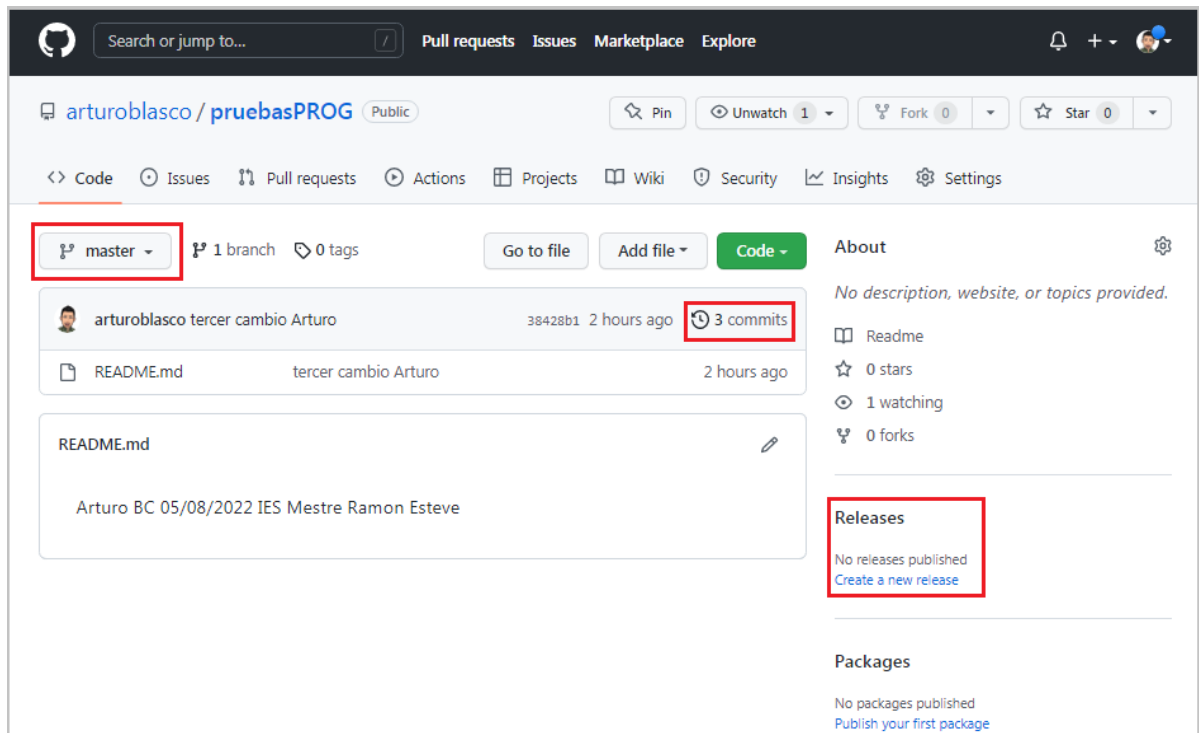 Search or jump to... / Pull requests Issues Marketplace Explore
arturoblasco / pruebasPROG Public Pin Unwatch 1 Fork 0 Star 0
Code Issues Pull requests Actions Projects Wiki Security Insights Settings
master 1 branch 0 tags Go to file Add file Code
arturoblasco tercer cambio Arturo 38428b1 2 hours ago 3 commits
README.md tercer cambio Arturo 2 hours ago
README.md
Arturo BC 05/08/2022 IES Mestre Ramon Esteve
About
No description, website, or topics provided.
Readme
0 stars
1 watching
0 forks
Releases
No releases published
Create a new release
Packages
No packages published
Publish your first package